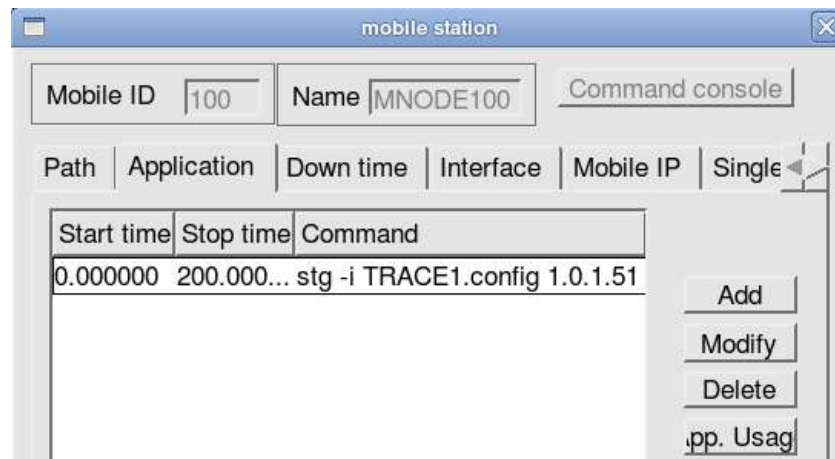 mobile station
Mobile ID 100 Name MNODE100 Command console
Path Application Down time Interface Mobile IP Single
Start time Stop time Command
0.000000 200.000... stg -i TRACE1.config 1.0.1.51
Add
Modify
Delete
pp. Usag